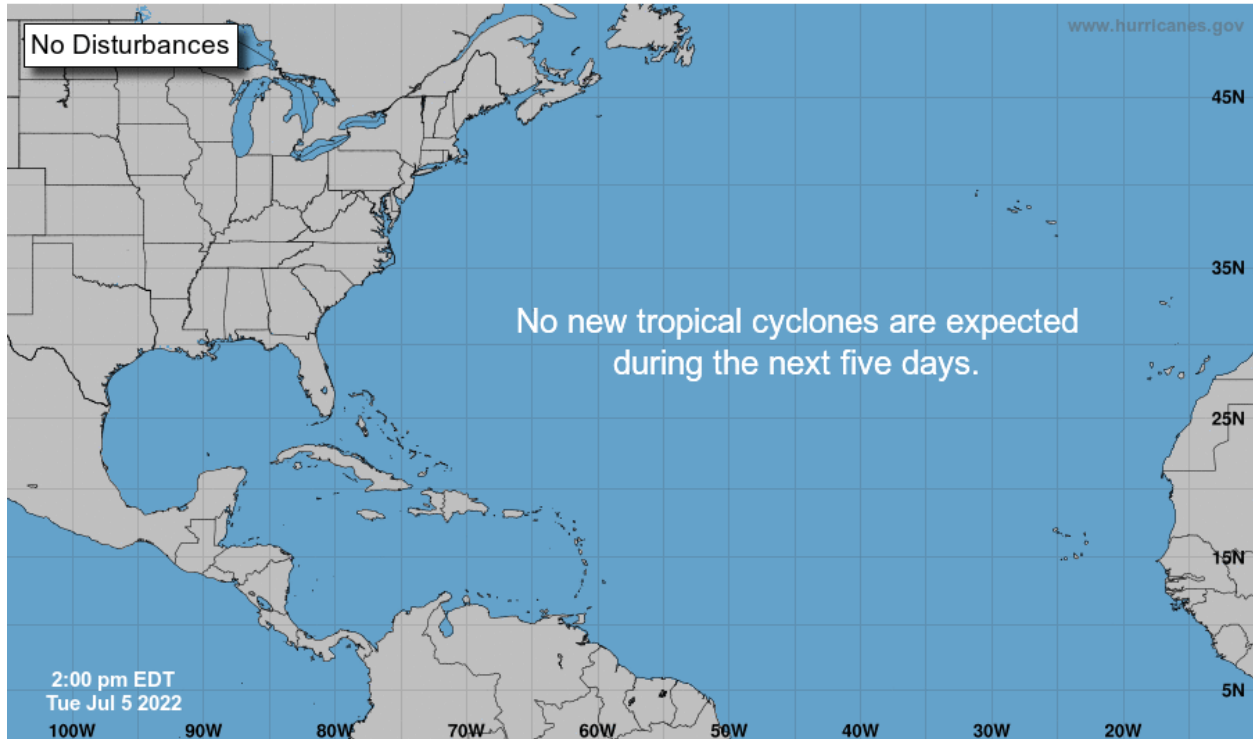 No Disturbances
www.hurricanes.gov
45N
35N
No new tropical cyclones are expected
during the next five days.
25N
15N
2:00 pm EDT
Tue Jul 5 2022
5N
100W 90W 80W 70W 60W 50W 40W 30W 20W